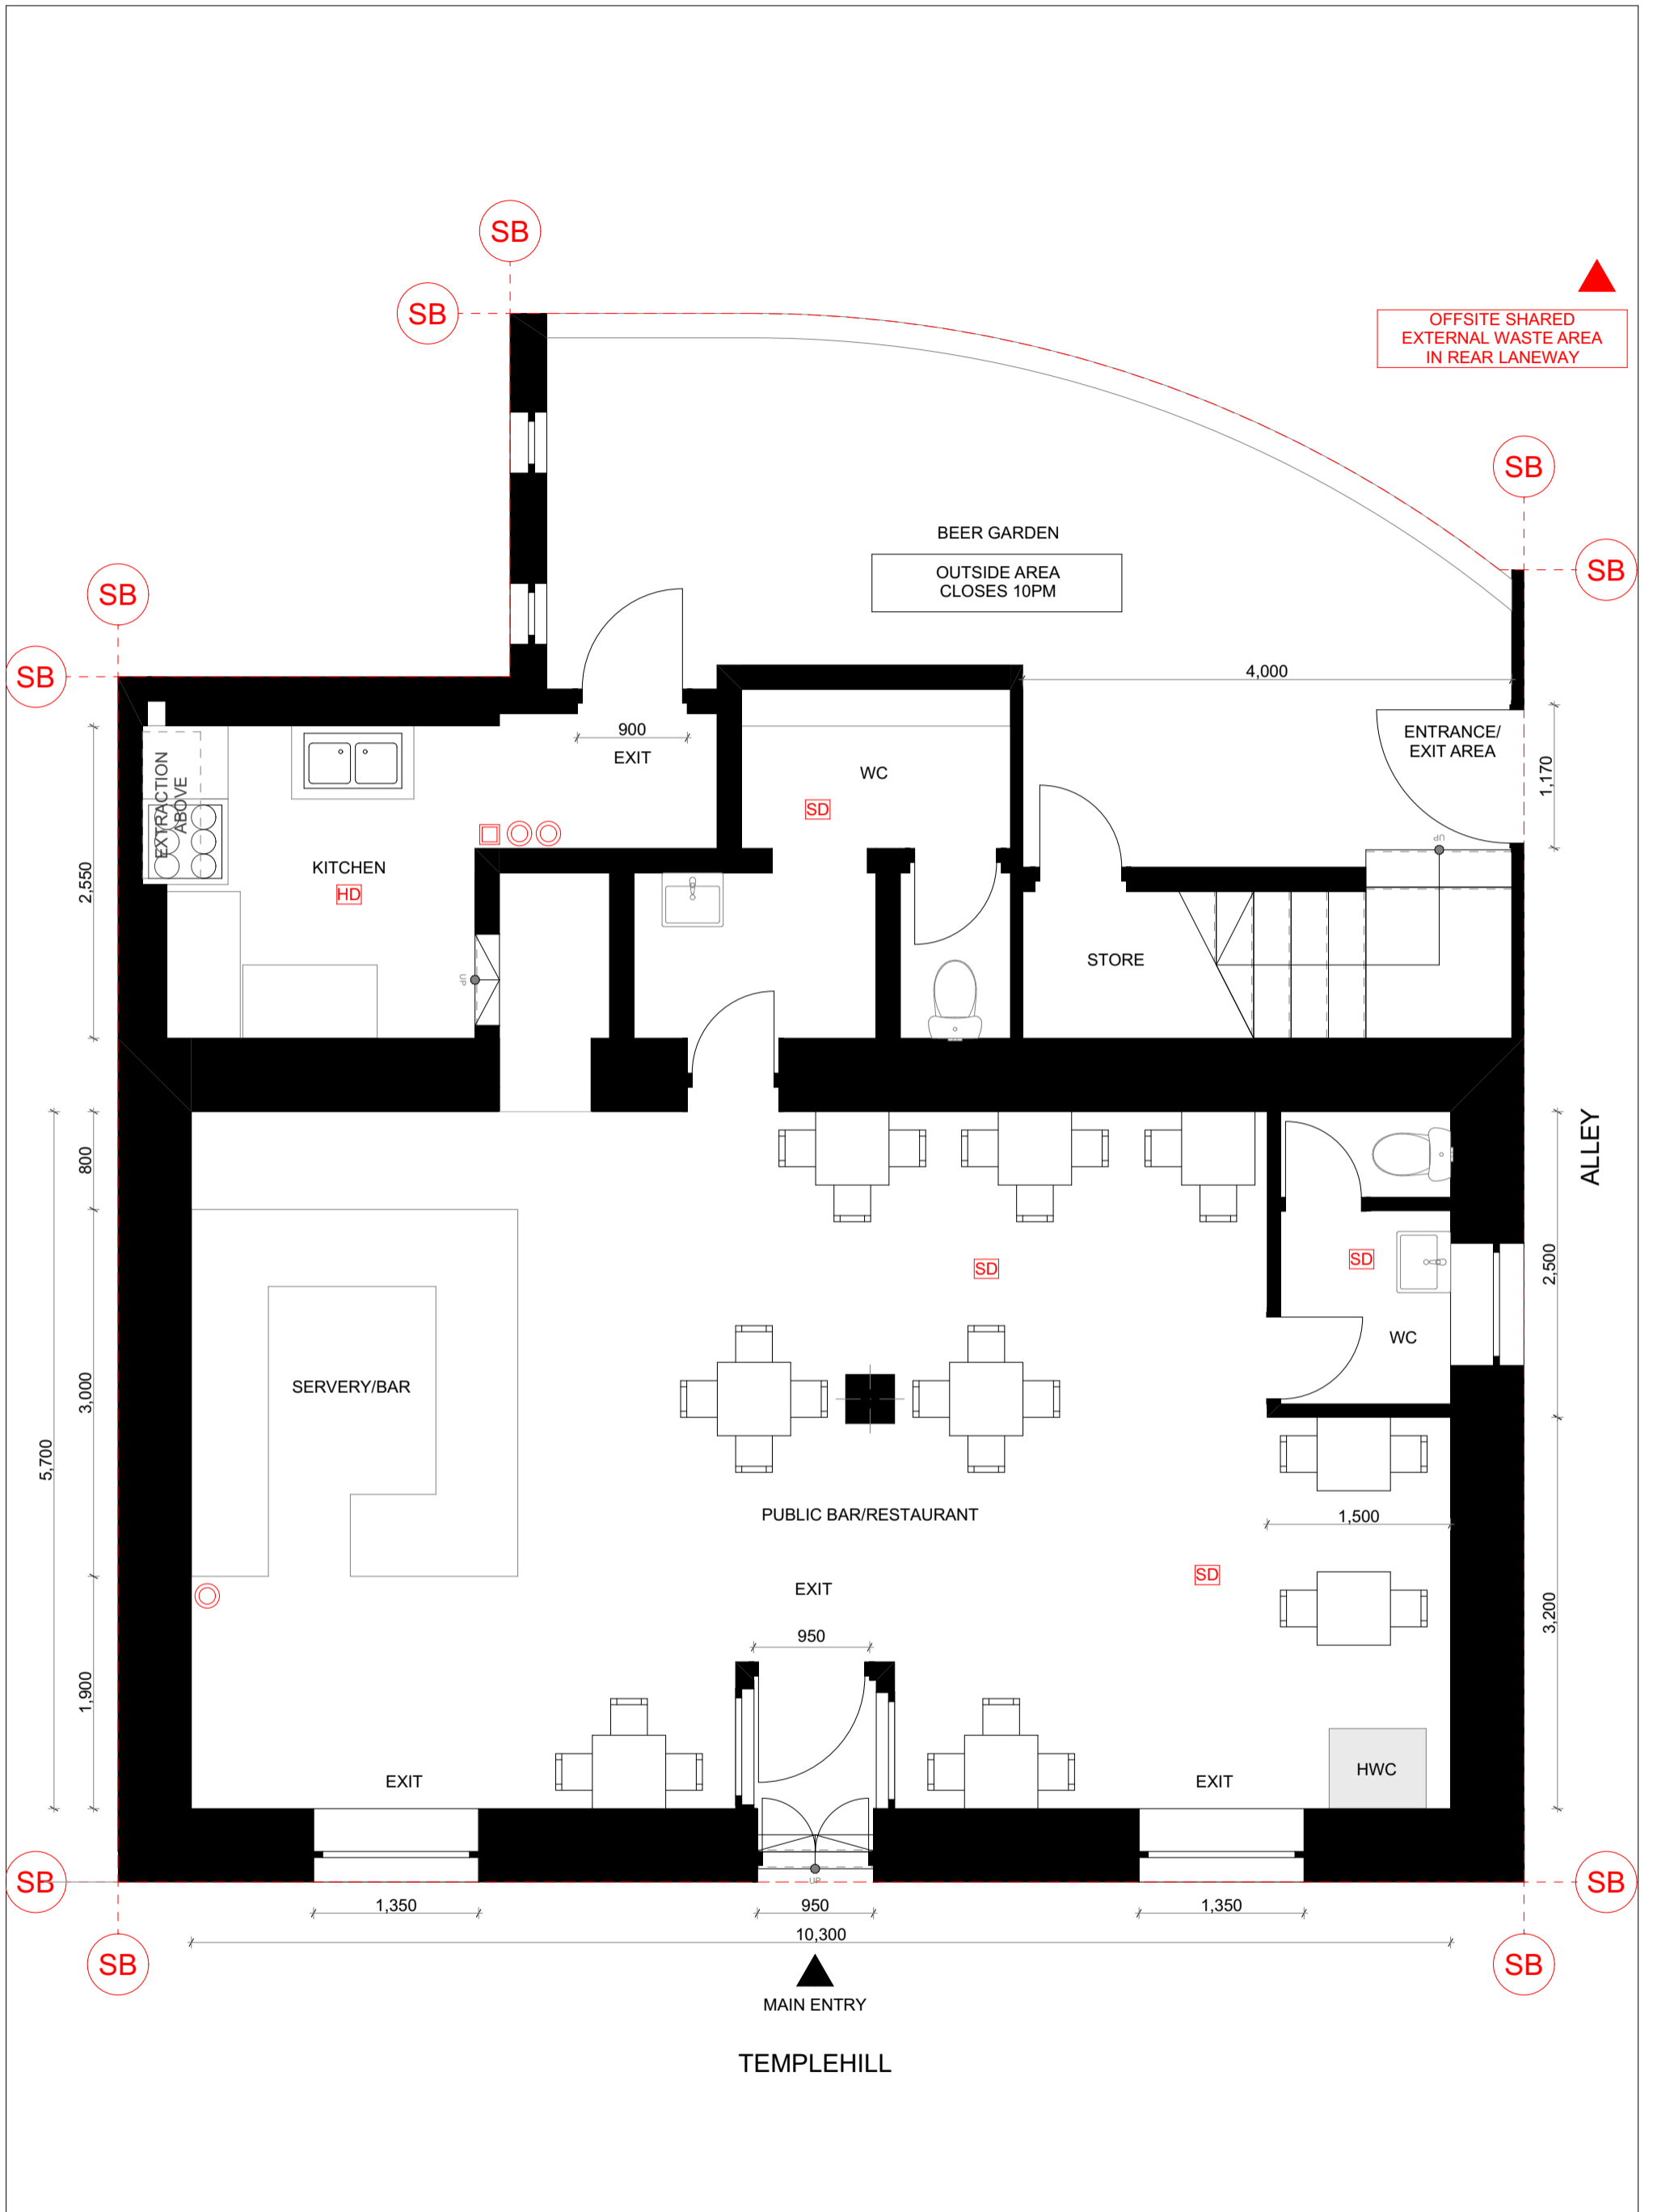 SB
SB
OFFSITE SHARED
EXTERNAL WASTE AREA
IN REAR LANEWAY
SB
BEER GARDEN
OUTSIDE AREA
CLOSES 10PM
SB
SB
SB
4,000
900
EXIT
ENTRANCE/
EXIT AREA
1,170
WC
SD
EXTRACTION
ABOVE
UP
KITCHEN
HD
2,550
STORE
UP
ALLEY
800
2,500
SD
SD
WC
SERVERY/BAR
3,000
5,700
PUBLIC BAR/RESTAURANT
1,500
SD
EXIT
3,200
950
1,900
EXIT
EXIT
HWC
UP
SB
SB
1,350
950
1,350
10,300
SB
SB
MAIN ENTRY
TEMPLEHILL